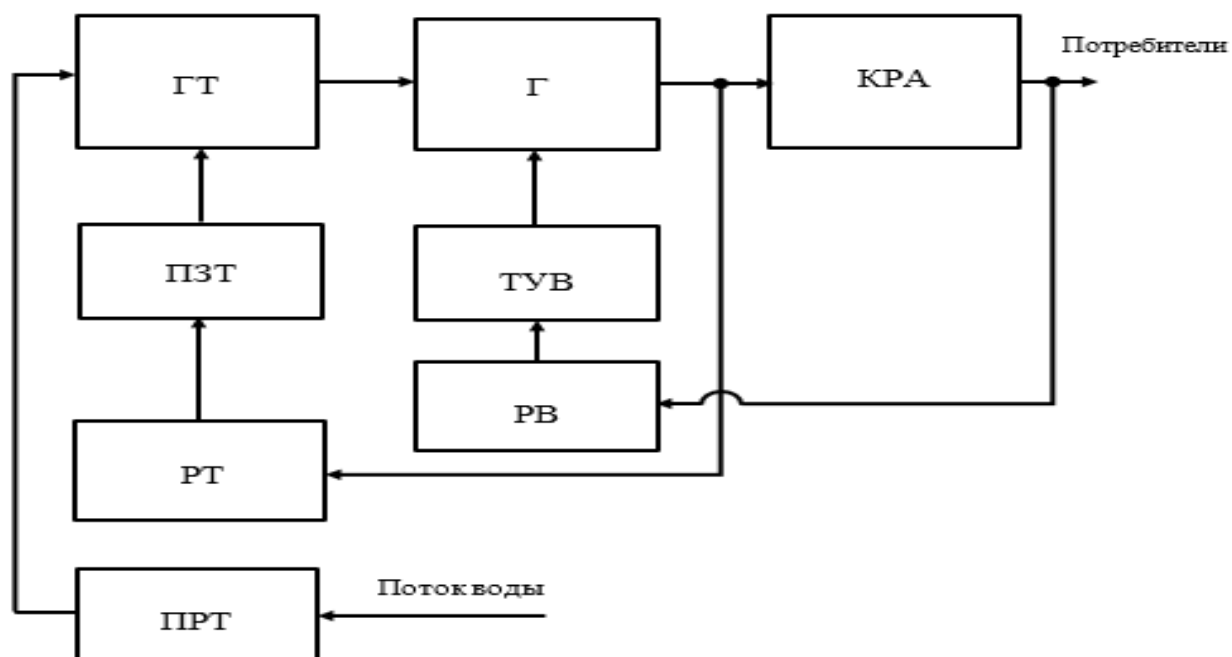 Потребители
ГТ
Г
КРА
ПЗТ
ТУВ
РВ
РТ
Поток воды
ПРТ